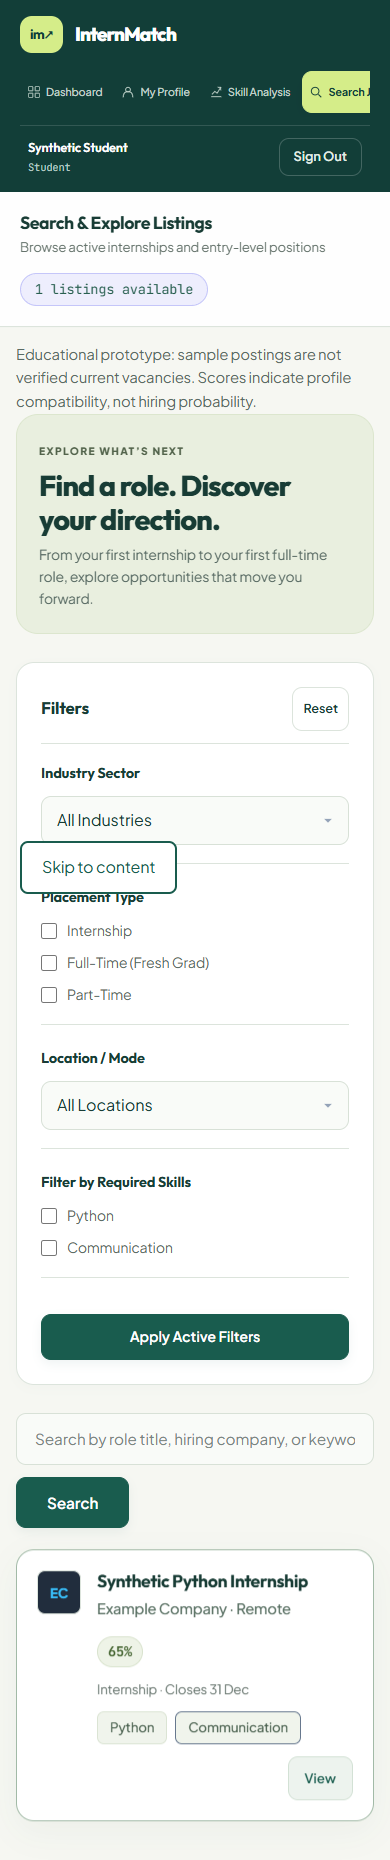 im↗ InternMatch
Dashboard My Profile Skill Analysis Search J
Synthetic Student
Student
Sign Out
Search & Explore Listings
Browse active internships and entry-level positions
1 listings available
Educational prototype: sample postings are not
verified current vacancies. Scores indicate profile
compatibility, not hiring probability.
EXPLORE WHAT'S NEXT
Find a role. Discover
your direction.
From your first internship to your first full-time
role, explore opportunities that move you
forward.
Filters
Reset
Industry Sector
All Industries
Skip to content
Placement Type
Internship
Full-Time (Fresh Grad)
Part-Time
Location / Mode
All Locations
Filter by Required Skills
Python
Communication
Apply Active Filters
Search by role title, hiring company, or keywo
Search
EC
Synthetic Python Internship
Example Company · Remote
65%
Internship · Closes 31 Dec
Python Communication
View